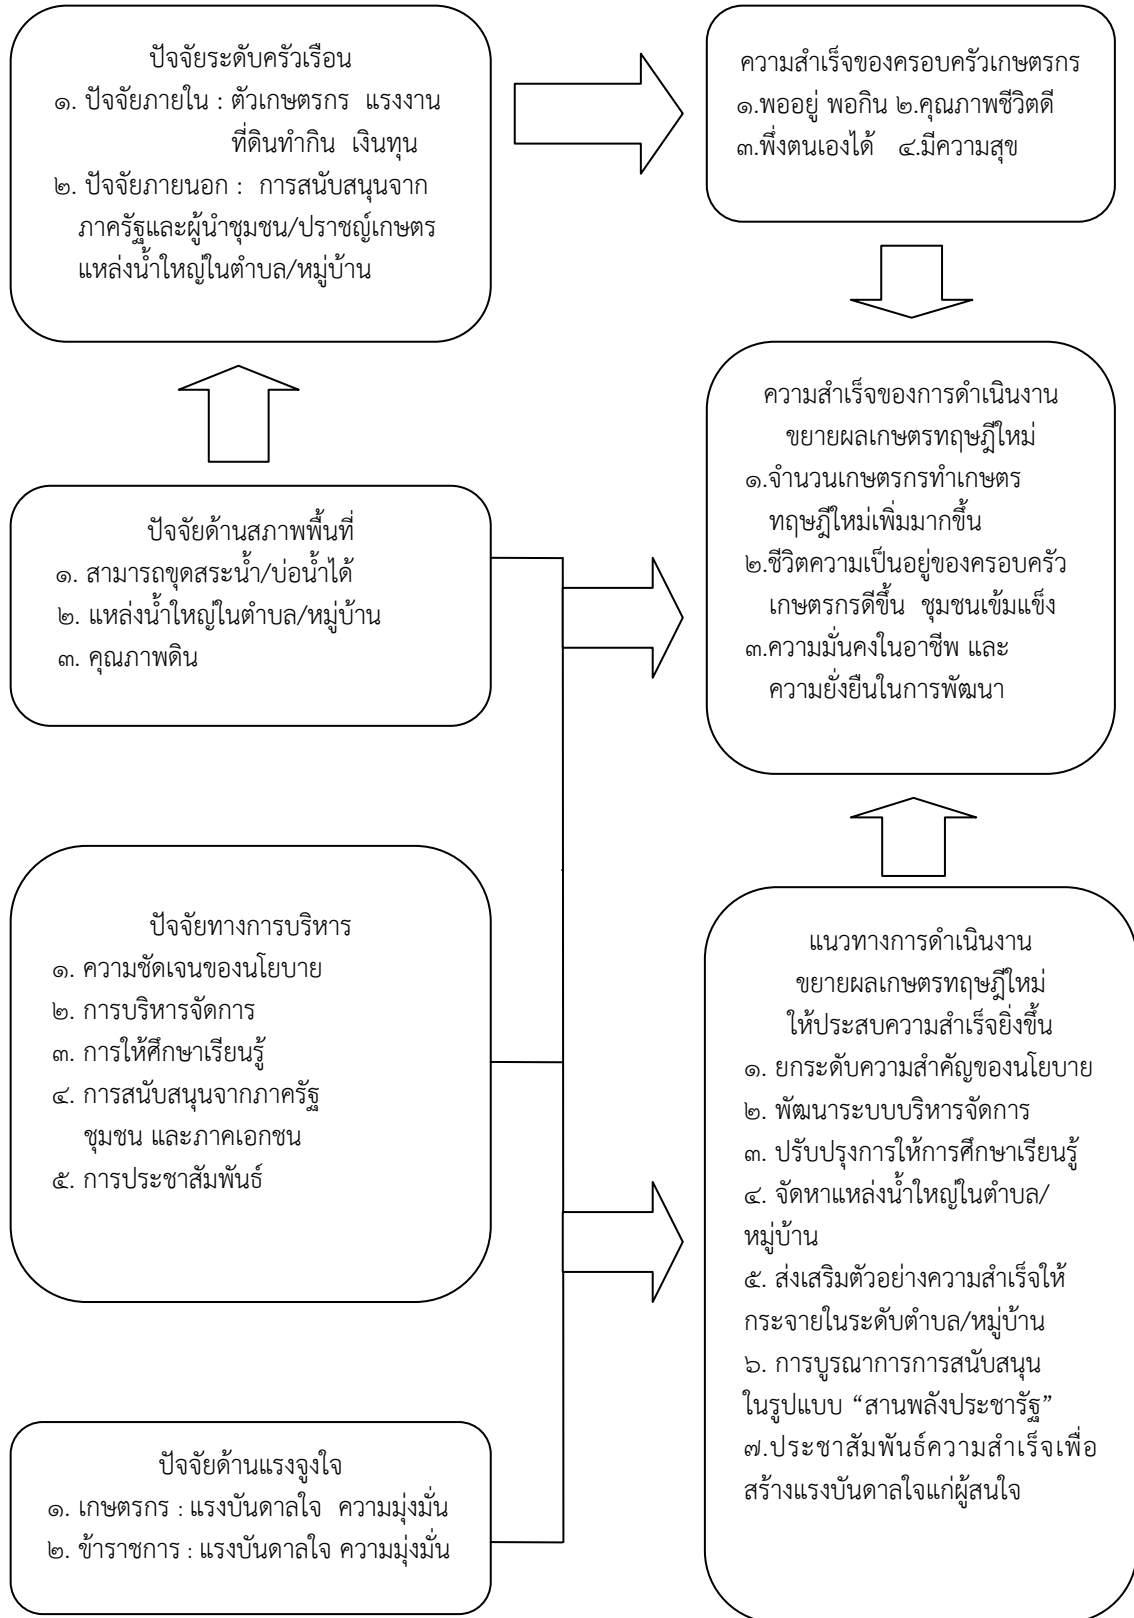 ปัจจัยระดับครัวเรือน
๑. ปัจจัยภายใน : ตัวเกษตรกร แรงงาน
ที่ดินทำกิน เงินทุน
๒. ปัจจัยภายนอก : การสนับสนุนจาก
ภาครัฐและผู้นำชุมชน/ปราชญ์เกษตร
แหล่งน้ำใหญ่ในตำบล/หมู่บ้าน
ความสำเร็จของครอบครัวเกษตรกร
๑.พออยู่ พอกิน ๒.คุณภาพชีวิตดี
๓.พึ่งตนเองได้ ๔.มีความสุข
ความสำเร็จของการดำเนินงาน
ขยายผลเกษตรทฤษฎีใหม่
๑.จำนวนเกษตรกรทำเกษตร
ทฤษฎีใหม่เพิ่มมากขึ้น
๒.ชีวิตความเป็นอยู่ของครอบครัว
เกษตรกรดีขึ้น ชุมชนเข้มแข็ง
๓.ความมั่นคงในอาชีพ และ
ความยั่งยืนในการพัฒนา
ปัจจัยด้านสภาพพื้นที่
๑. สามารถขุดสระน้ำ/บ่อน้ำได้
๒. แหล่งน้ำใหญ่ในตำบล/หมู่บ้าน
๓. คุณภาพดิน
ปัจจัยทางการบริหาร
๑. ความชัดเจนของนโยบาย
๒. การบริหารจัดการ
๓. การให้ศึกษาเรียนรู้
๔. การสนับสนุนจากภาครัฐ
ชุมชน และภาคเอกชน
๕. การประชาสัมพันธ์
แนวทางการดำเนินงาน
ขยายผลเกษตรทฤษฎีใหม่
ให้ประสบความสำเร็จยิ่งขึ้น
๑. ยกระดับความสำคัญของนโยบาย
๒. พัฒนาระบบบริหารจัดการ
๓. ปรับปรุงการให้การศึกษาเรียนรู้
๔. จัดหาแหล่งน้ำใหญ่ในตำบล/
หมู่บ้าน
๕. ส่งเสริมตัวอย่างความสำเร็จให้
กระจายในระดับตำบล/หมู่บ้าน
๖. การบูรณาการการสนับสนุน
ในรูปแบบ “สานพลังประชารัฐ”
๗.ประชาสัมพันธ์ความสำเร็จเพื่อ
สร้างแรงบันดาลใจแก่ผู้สนใจ
ปัจจัยด้านแรงจูงใจ
๑. เกษตรกร : แรงบันดาลใจ ความมุ่งมั่น
๒. ข้าราชการ : แรงบันดาลใจ ความมุ่งมั่น